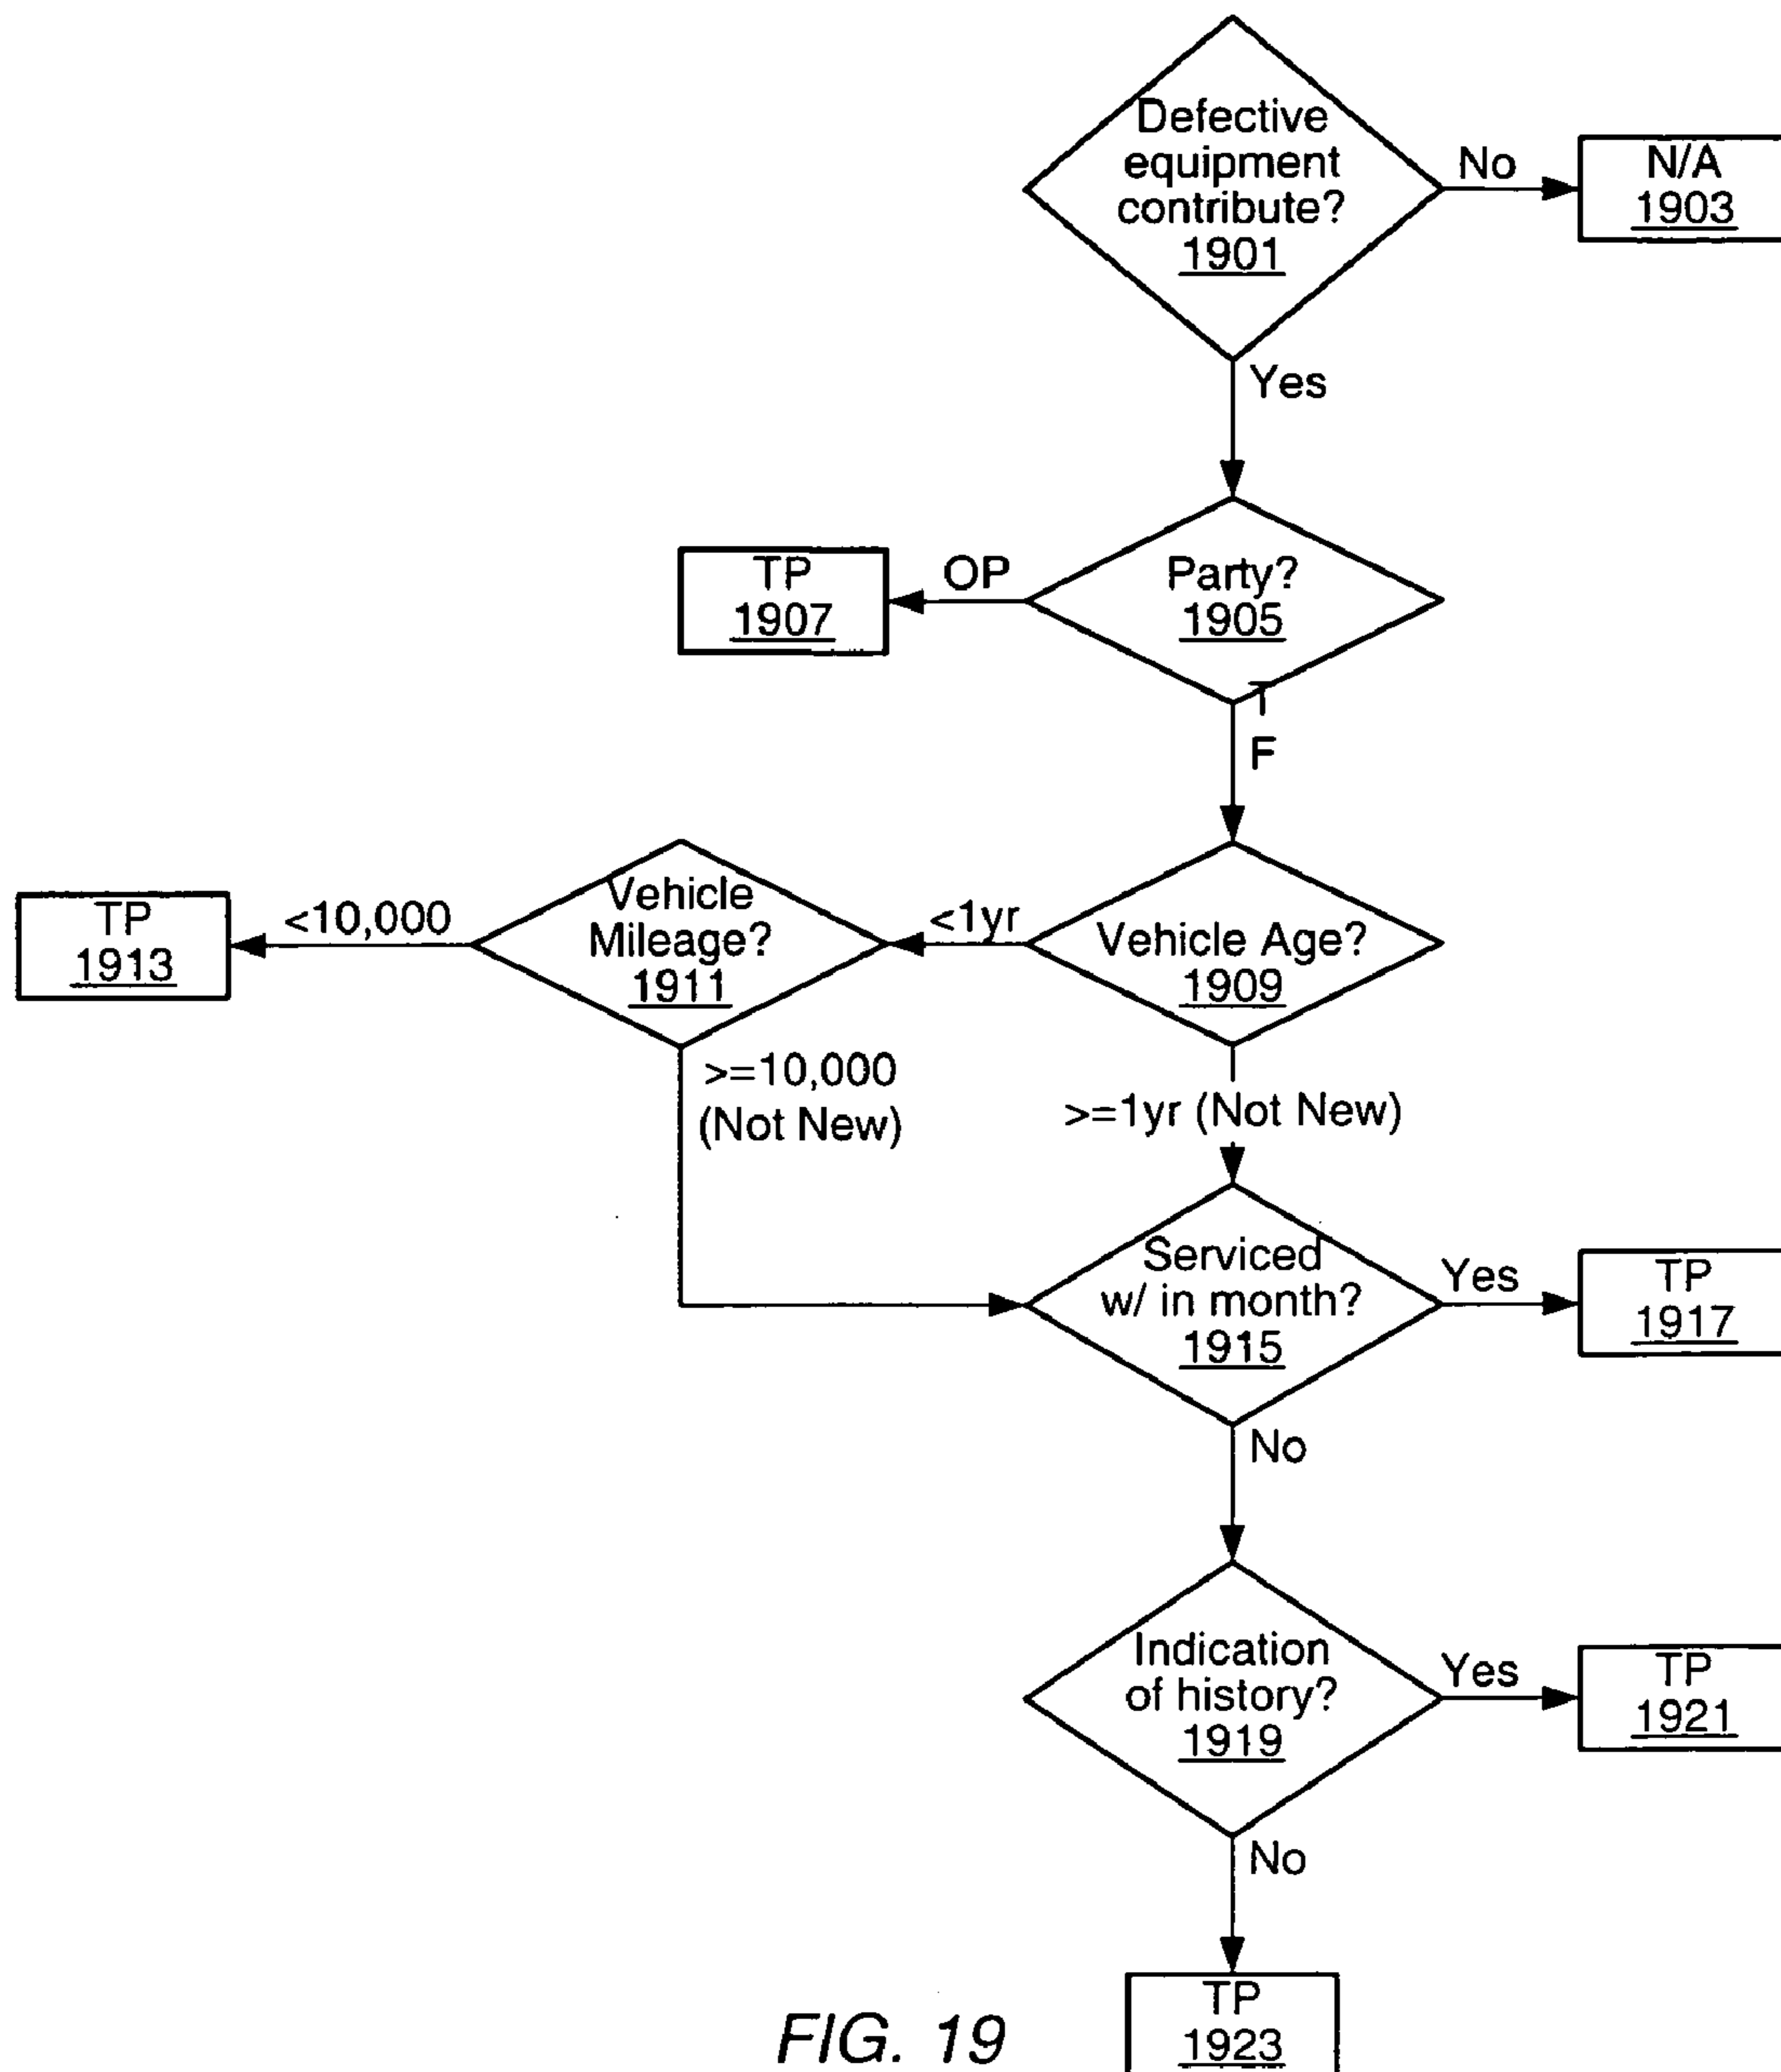 Defective
equipment
contribute?
1901
No
N/A
1903
Yes
Party?
1905
OP
TP
1907
T
F
Vehicle Age?
1909
<1yr
Vehicle
Mileage?
1911
<10,000
TP
1913
>=10,000
(Not New)
>=1yr (Not New)
Serviced
w/ in month?
1915
Yes
TP
1917
No
Indication
of history?
1919
Yes
TP
1921
No
TP
1923
FIG. 19